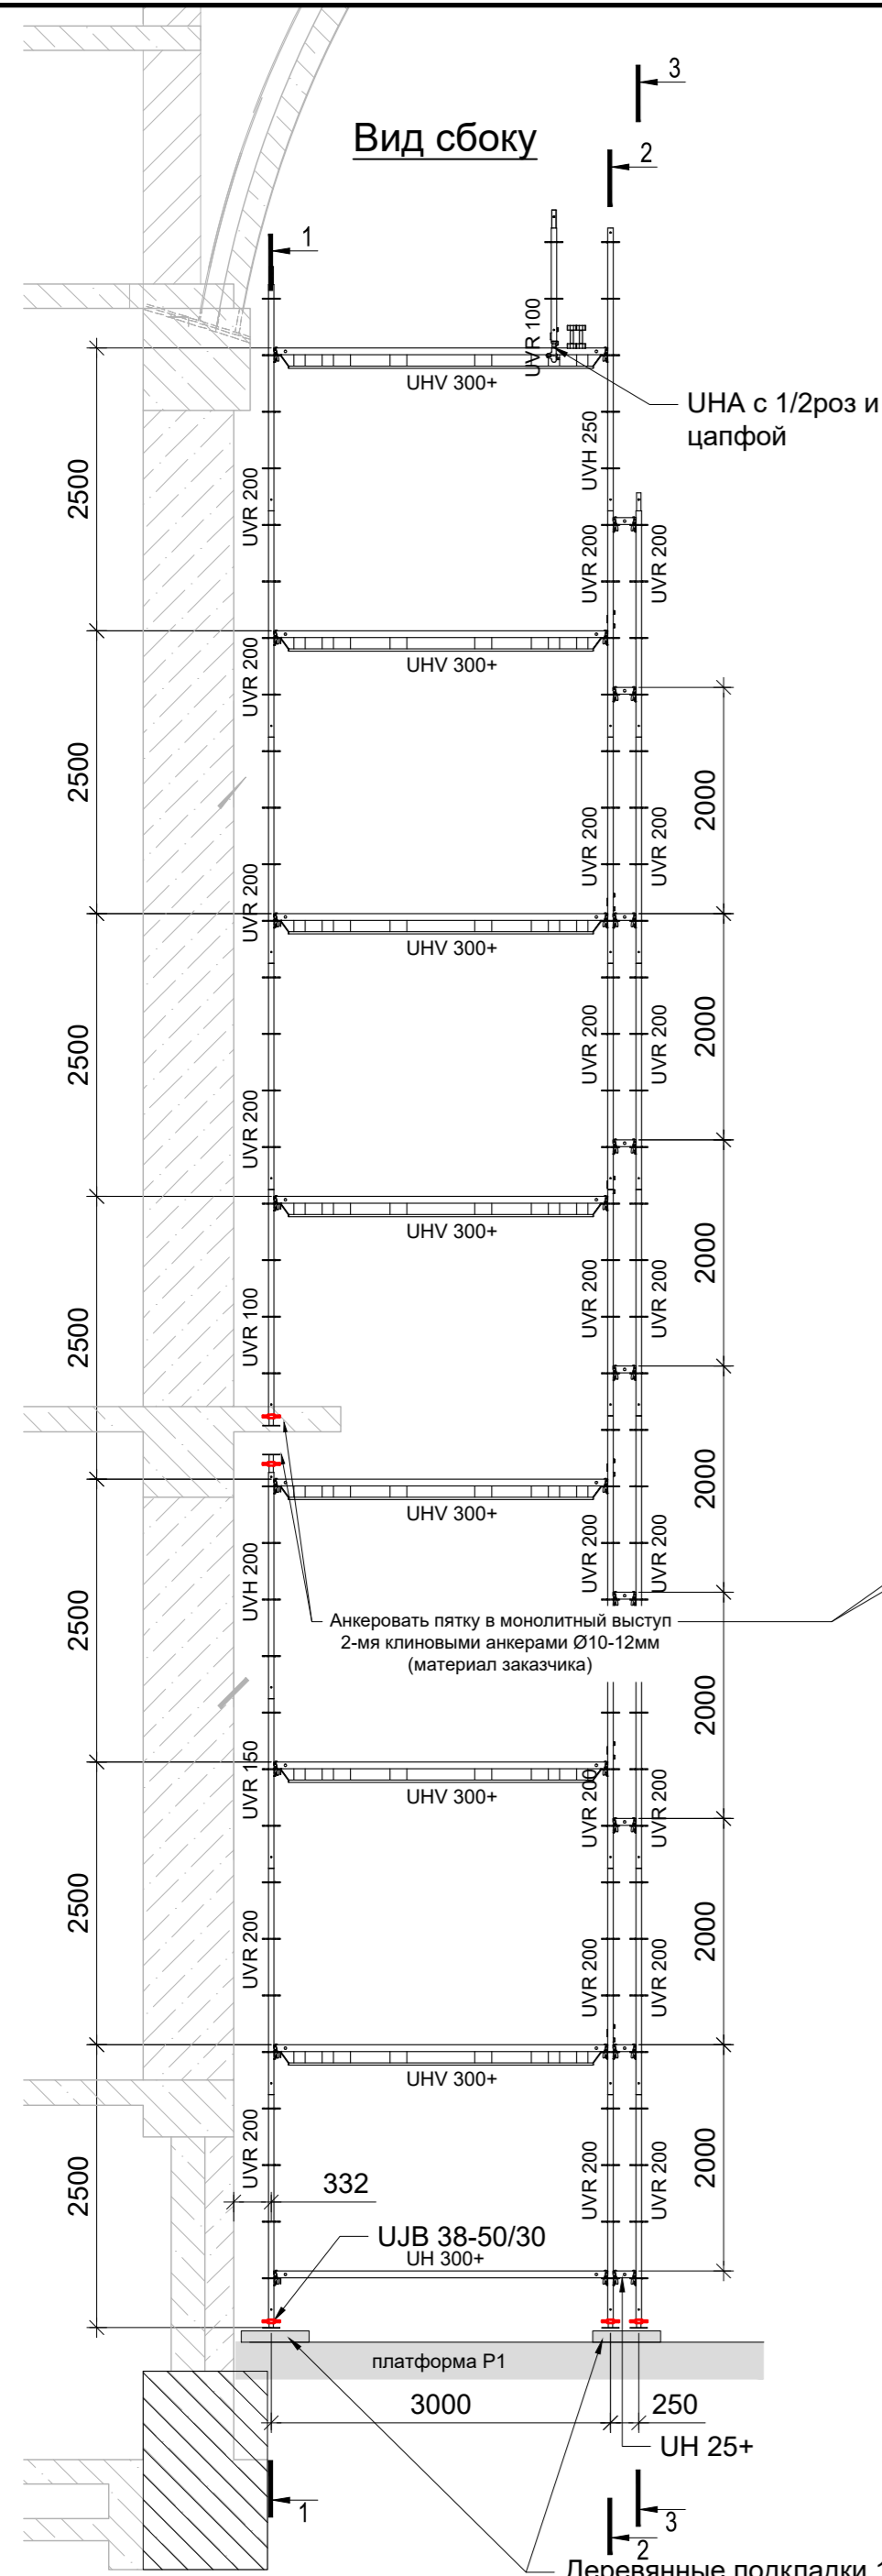 3
Вид сбоку
2
1
UVR 100
UHV 300+
UHA с 1/2роз и
цапфой
UVH 250
2500
UVR 200
UVR 200
UVR 200
UHV 300+
UVR 200
2500
2000
UVR 200
UVR 200
UVR 200
UHV 300+
2500
UVR 200
UVR 200
2000
UVR 200
UHV 300+
2000
UVR 200
UVR 200
2500
UVR 100
2000
UHV 300+
UVR 200
UVR 200
UVH 200
Анкеровать пятку в монолитный выступ
2-мя клиновыми анкерами Ø10-12мм
(материал заказчика)
2500
2000
UVR 150
UHV 300+
UVR 200
UVR 200
2500
UVR 200
2000
UVR 200
UVR 200
UHV 300+
UVR 200
2500
UVR 200
UVR 200
2000
332
UJB 38-50/30
UH 300+
платформа P1
3000
250
UH 25+
1
3
2
Деревянные подкладки